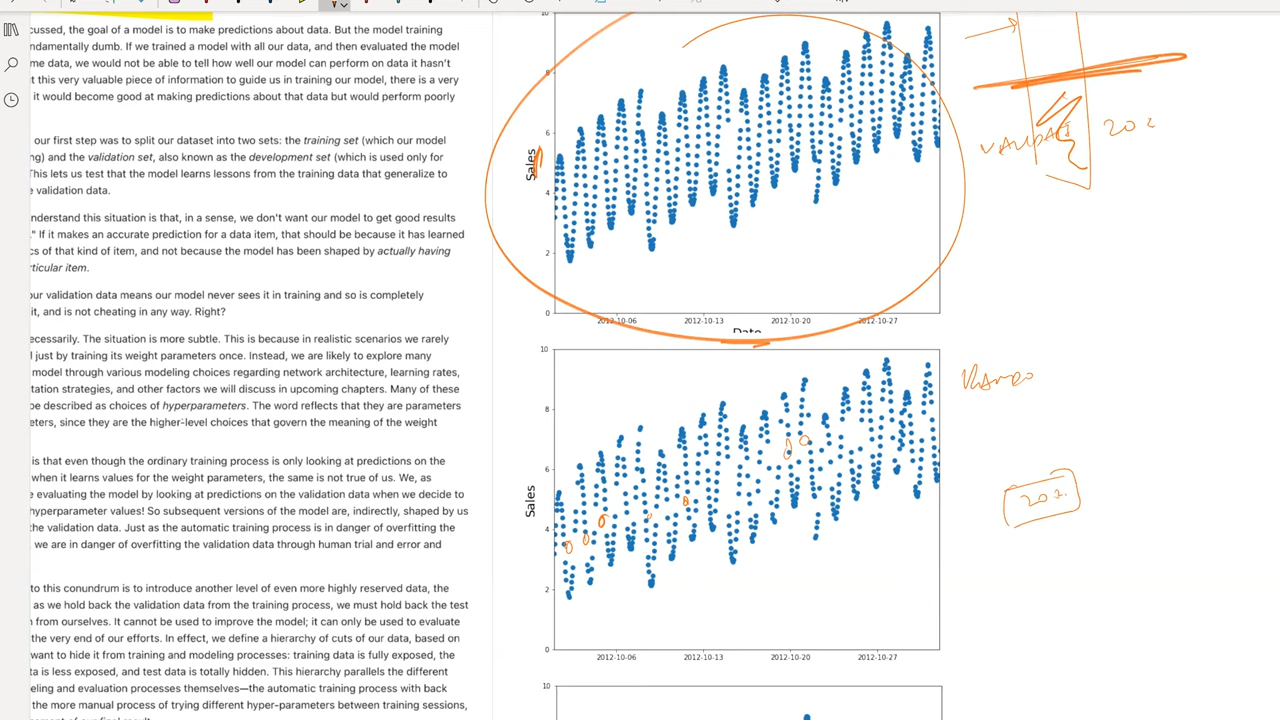 cussed, the goal of a model is to make predictions about data. But the model training
ndamentally dumb. If we trained a model with all our data, and then evaluated the model
me data, we would not be able to tell how well our model can perform on data it hasn't
t this very valuable piece of information to guide us in training our model, there is a very
it would become good at making predictions about that data but would perform poorly
our first step was to split our dataset into two sets: the training set (which our model
ng) and the validation set, also known as the development set (which is used only for
This lets us test that the model learns lessons from the training data that generalize to
e validation data.
nderstand this situation is that, in a sense, we don't want our model to get good results
" If it makes an accurate prediction for a data item, that should be because it has learned
cs of that kind of item, and not because the model has been shaped by actually having
rticular item.
our validation data means our model never sees it in training and so is completely
it, and is not cheating in any way. Right?
ecessarily. The situation is more subtle. This is because in realistic scenarios we rarely
l just by training its weight parameters once. Instead, we are likely to explore many
model through various modeling choices regarding network architecture, learning rates,
tation strategies, and other factors we will discuss in upcoming chapters. Many of these
be described as choices of hyperparameters. The word reflects that they are parameters
eters, since they are the higher-level choices that govern the meaning of the weight
is that even though the ordinary training process is only looking at predictions on the
when it learns values for the weight parameters, the same is not true of us. We, as
e evaluating the model by looking at predictions on the validation data when we decide to
hyperparameter values! So subsequent versions of the model are, indirectly, shaped by us
the validation data. Just as the automatic training process is in danger of overfitting the
we are in danger of overfitting the validation data through human trial and error and
to this conundrum is to introduce another level of even more highly reserved data, the
as we hold back the validation data from the training process, we must hold back the test
n from ourselves. It cannot be used to improve the model; it can only be used to evaluate
the very end of our efforts. In effect, we define a hierarchy of cuts of our data, based on
want to hide it from training and modeling processes: training data is fully exposed, the
ta is less exposed, and test data is totally hidden. This hierarchy parallels the different
eling and evaluation processes themselves—the automatic training process with back
the more manual process of trying different hyper-parameters between training sessions,
10
8
6
4
2
0
Sales
2012-10-06 2012-10-13 2012-10-20 2012-10-27
Date
20
10
8
6
4
2
0
Sales
2012-10-06 2012-10-13 2012-10-20 2012-10-27
20
10